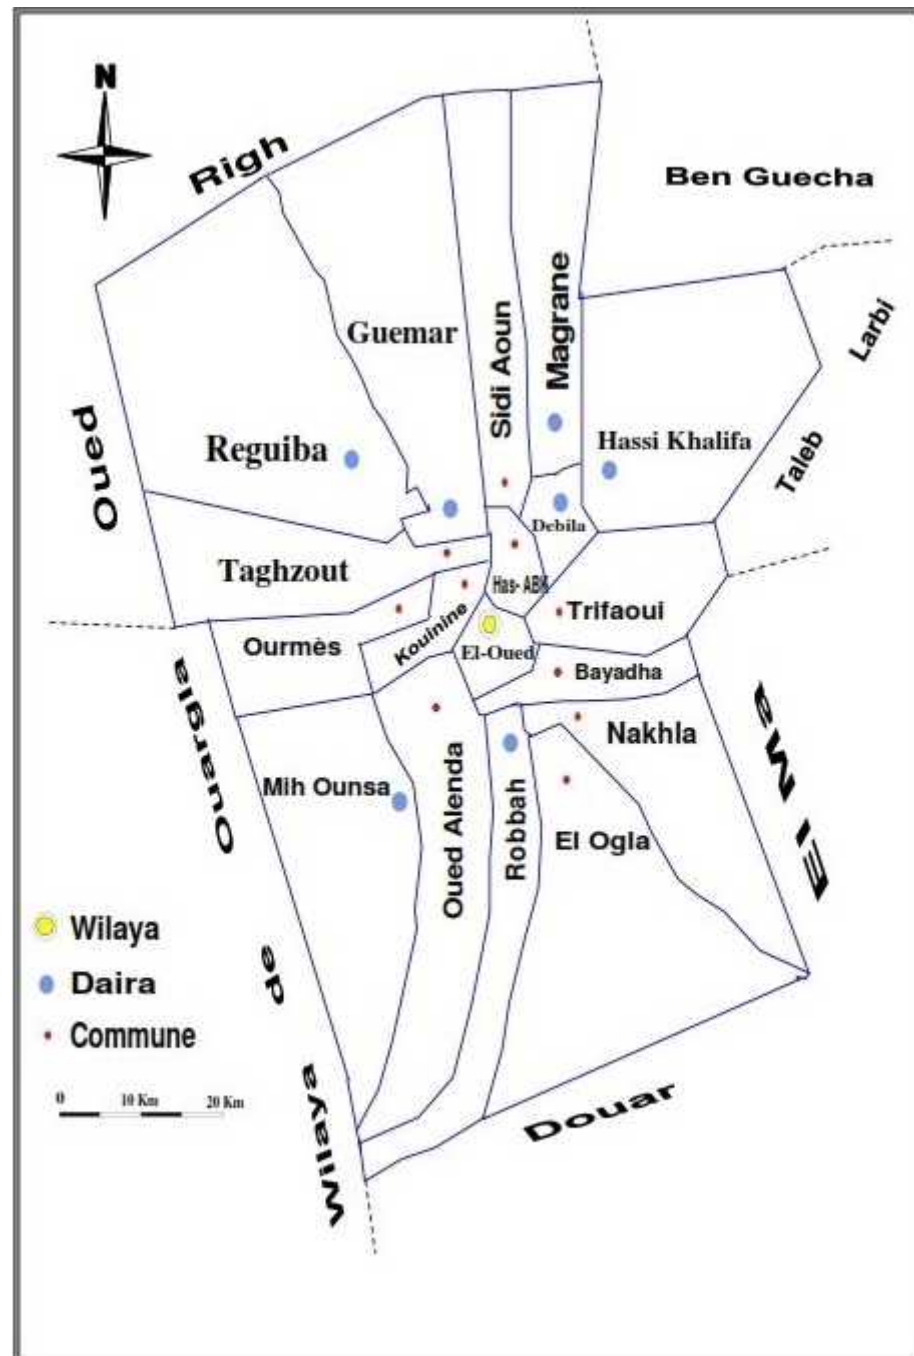 N
Righ
Ben Guecha
Larbi
Guemar
Sidi Aoun
Magrane
Oued
Reguiba
Hassi Khalifa
Taleb
Debila
Taghzout
Has- ABK
Trifaoui
Ourmès
Kouinine
El-Oued
Bayadha
Nakhla
Mih Ounsa
Oued Alenda
Robbah
El Ogla
El Ma
Wilaya de Ouargla
Wilaya
Daira
Commune
0 10 Km 20 Km
Douar